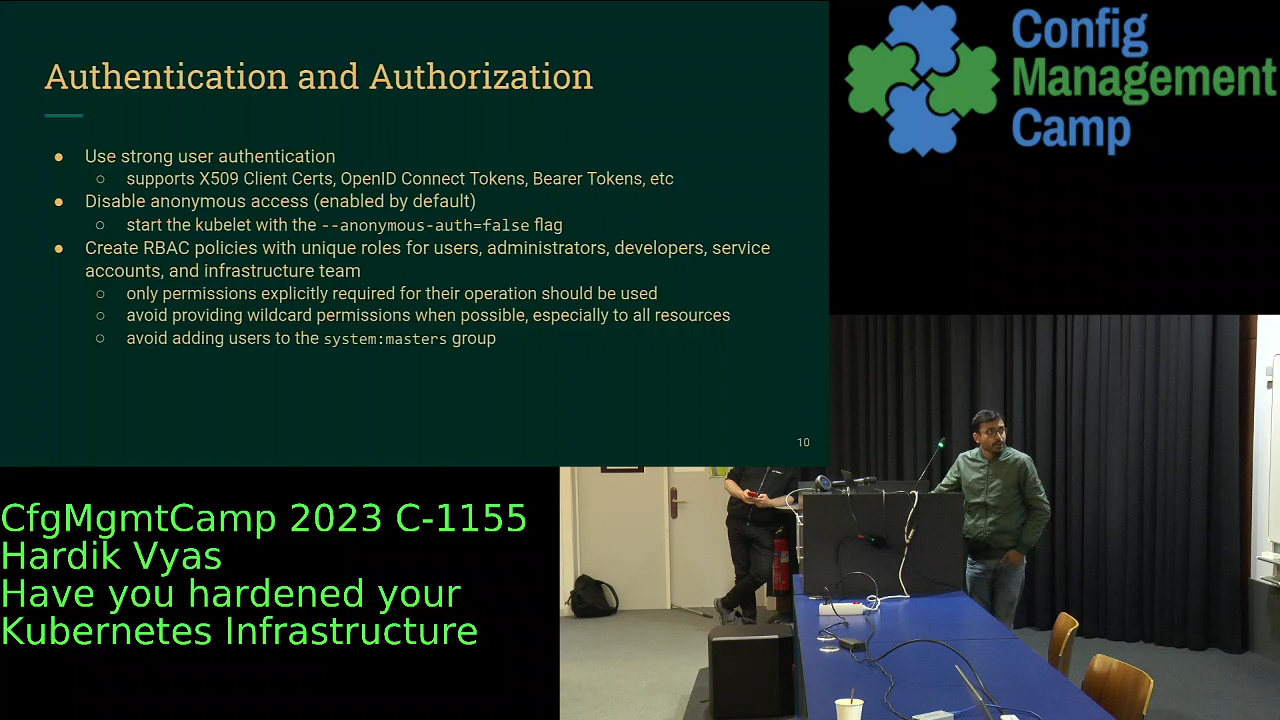 Authentication and Authorization
● Use strong user authentication
○ supports X509 Client Certs, OpenID Connect Tokens, Bearer Tokens, etc
● Disable anonymous access (enabled by default)
○ start the kubelet with the --anonymous-auth=false flag
● Create RBAC policies with unique roles for users, administrators, developers, service
accounts, and infrastructure team
○ only permissions explicitly required for their operation should be used
○ avoid providing wildcard permissions when possible, especially to all resources
○ avoid adding users to the system:masters group
10
Config
Management
Camp
CfgMgmtCamp 2023 C-1155
Hardik Vyas
Have you hardened your
Kubernetes Infrastructure